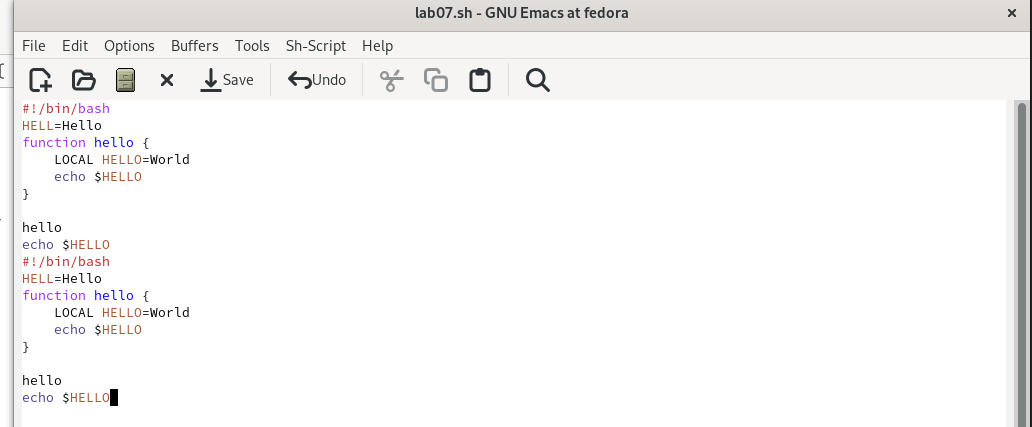 lab07.sh - GNU Emacs at fedora
File Edit Options Buffers Tools Sh-Script Help
Save Undo
#!/bin/bash
HELL=Hello
function hello {
    LOCAL HELLO=World
    echo $HELLO
}
hello
echo $HELLO
#!/bin/bash
HELL=Hello
function hello {
    LOCAL HELLO=World
    echo $HELLO
}
hello
echo $HELLO